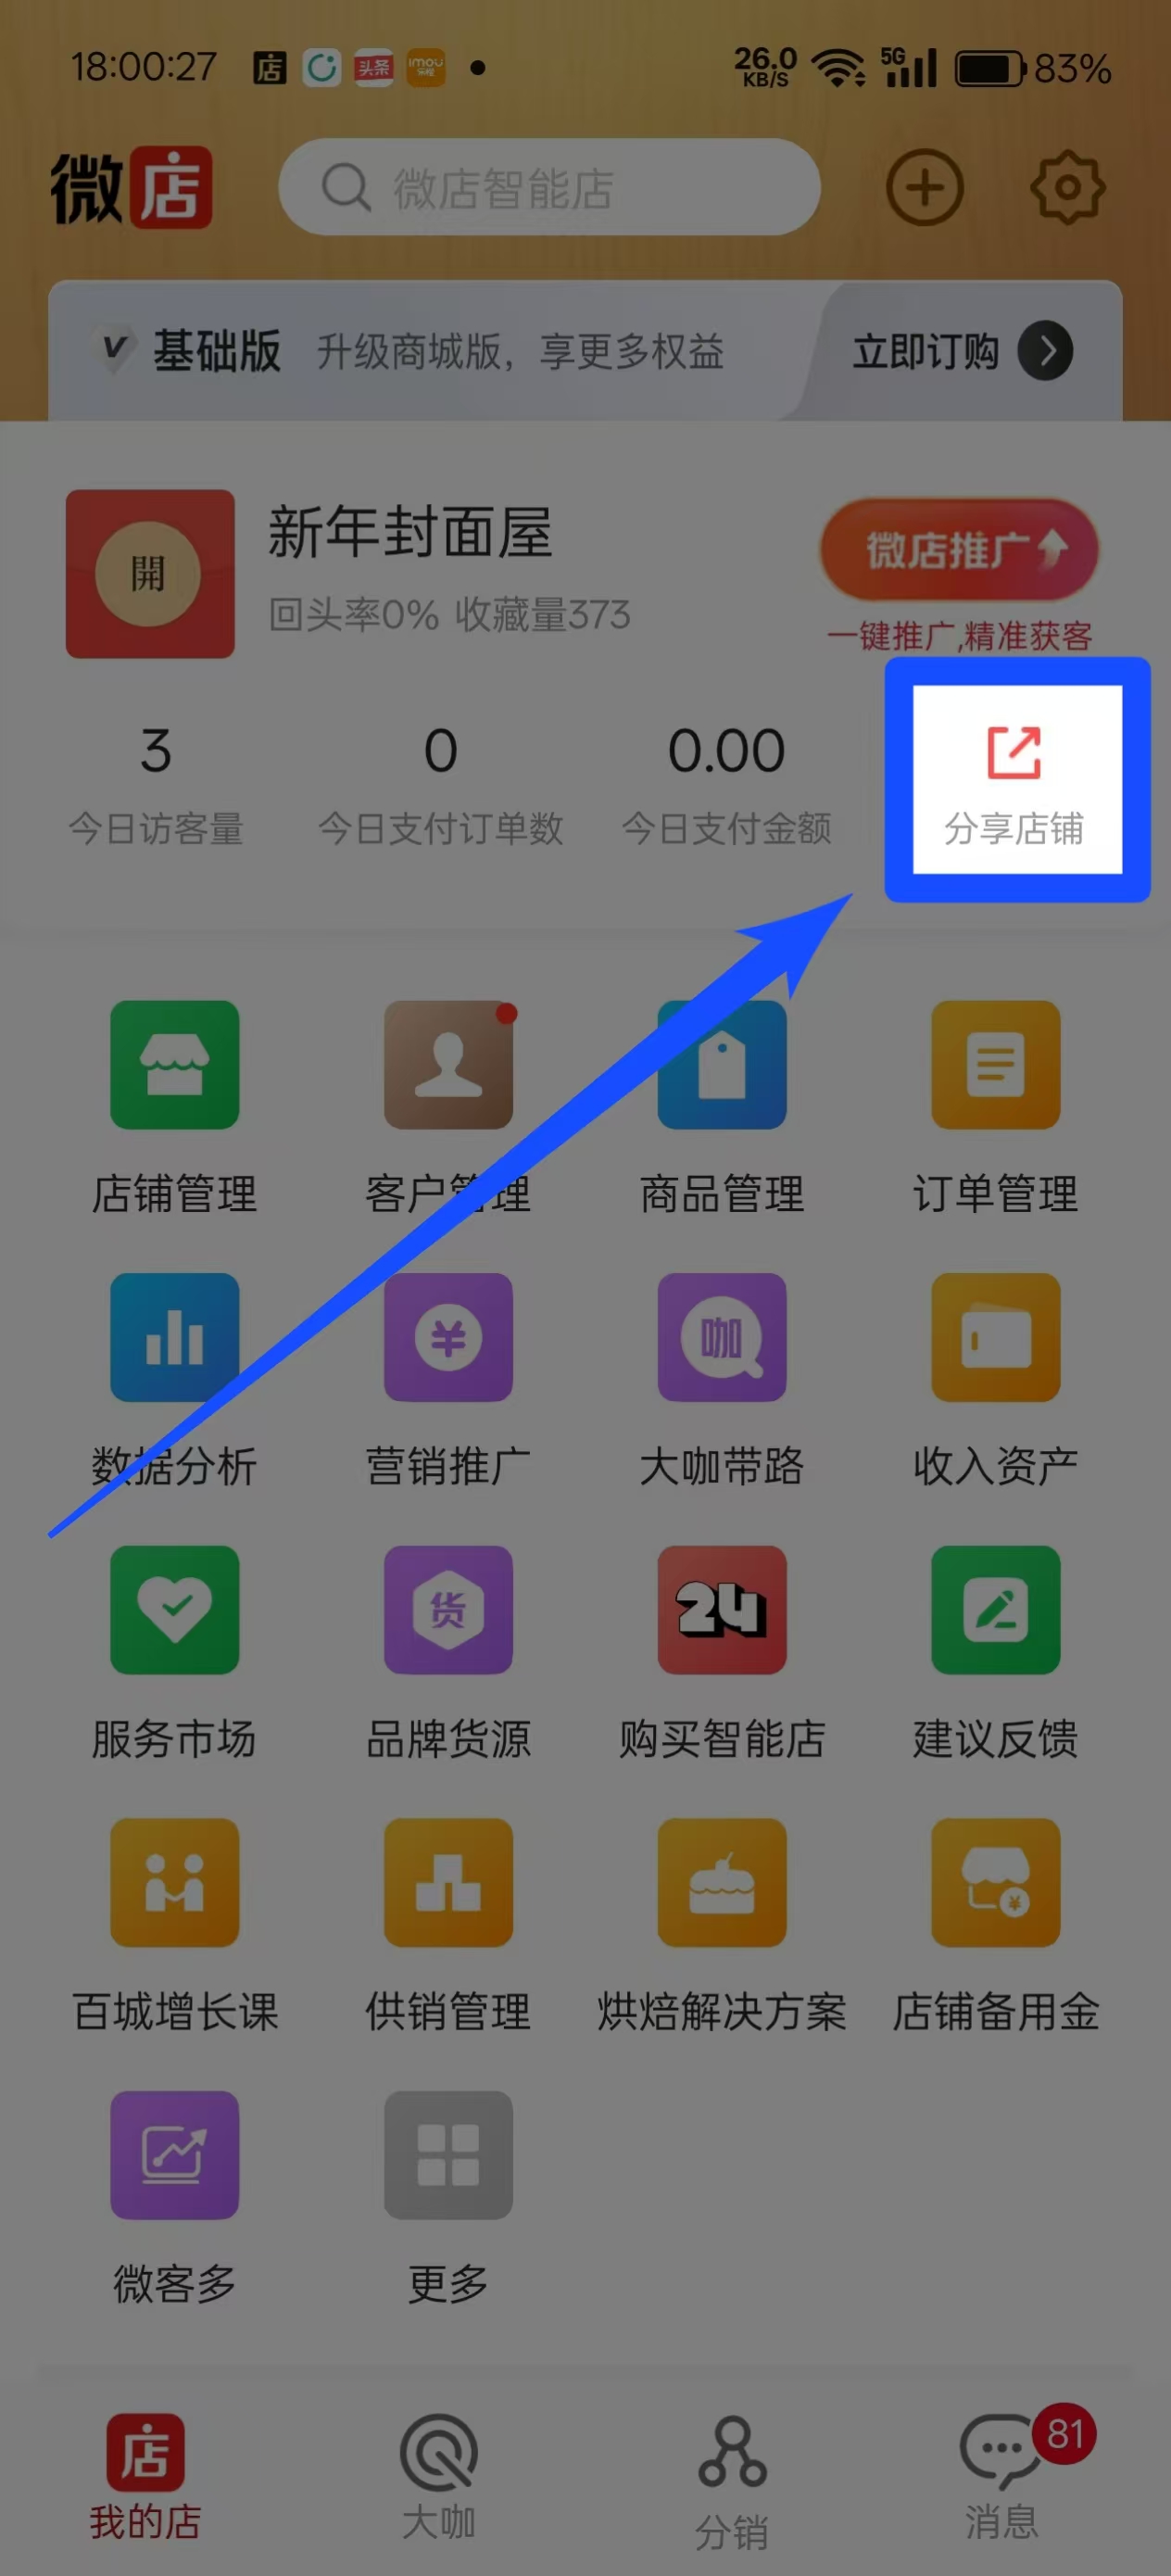 18:00:27 店 头条 imou 乐橙 26.0 KB/S 5G 83%
微店 微店智能店
V 基础版 升级商城版，享更多权益 立即订购
開 新年封面屋 微店推广
回头率0% 收藏量373
一键推广,精准获客
3 0 0.00
今日访客量 今日支付订单数 今日支付金额 分享店铺
店铺管理 客户管理 商品管理 订单管理
¥ 咖
数据分析 营销推广 大咖带路 收入资产
货 24
服务市场 品牌货源 购买智能店 建议反馈
¥
百城增长课 供销管理 烘焙解决方案 店铺备用金
微客多 更多
店 81
我的店 大咖 分销 消息